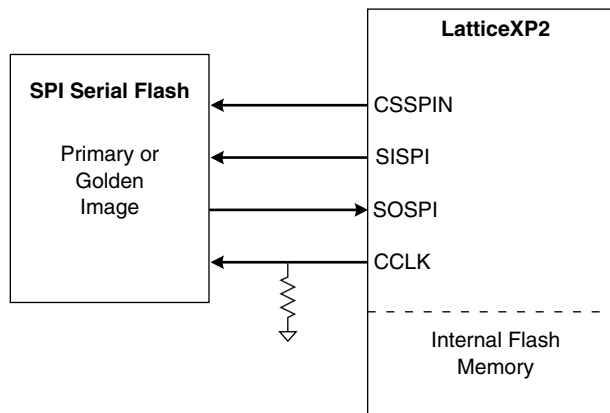 LatticeXP2
SPI Serial Flash
Primary or
Golden
Image
CSSPIN
SISPI
SOSPI
CCLK
Internal Flash
Memory